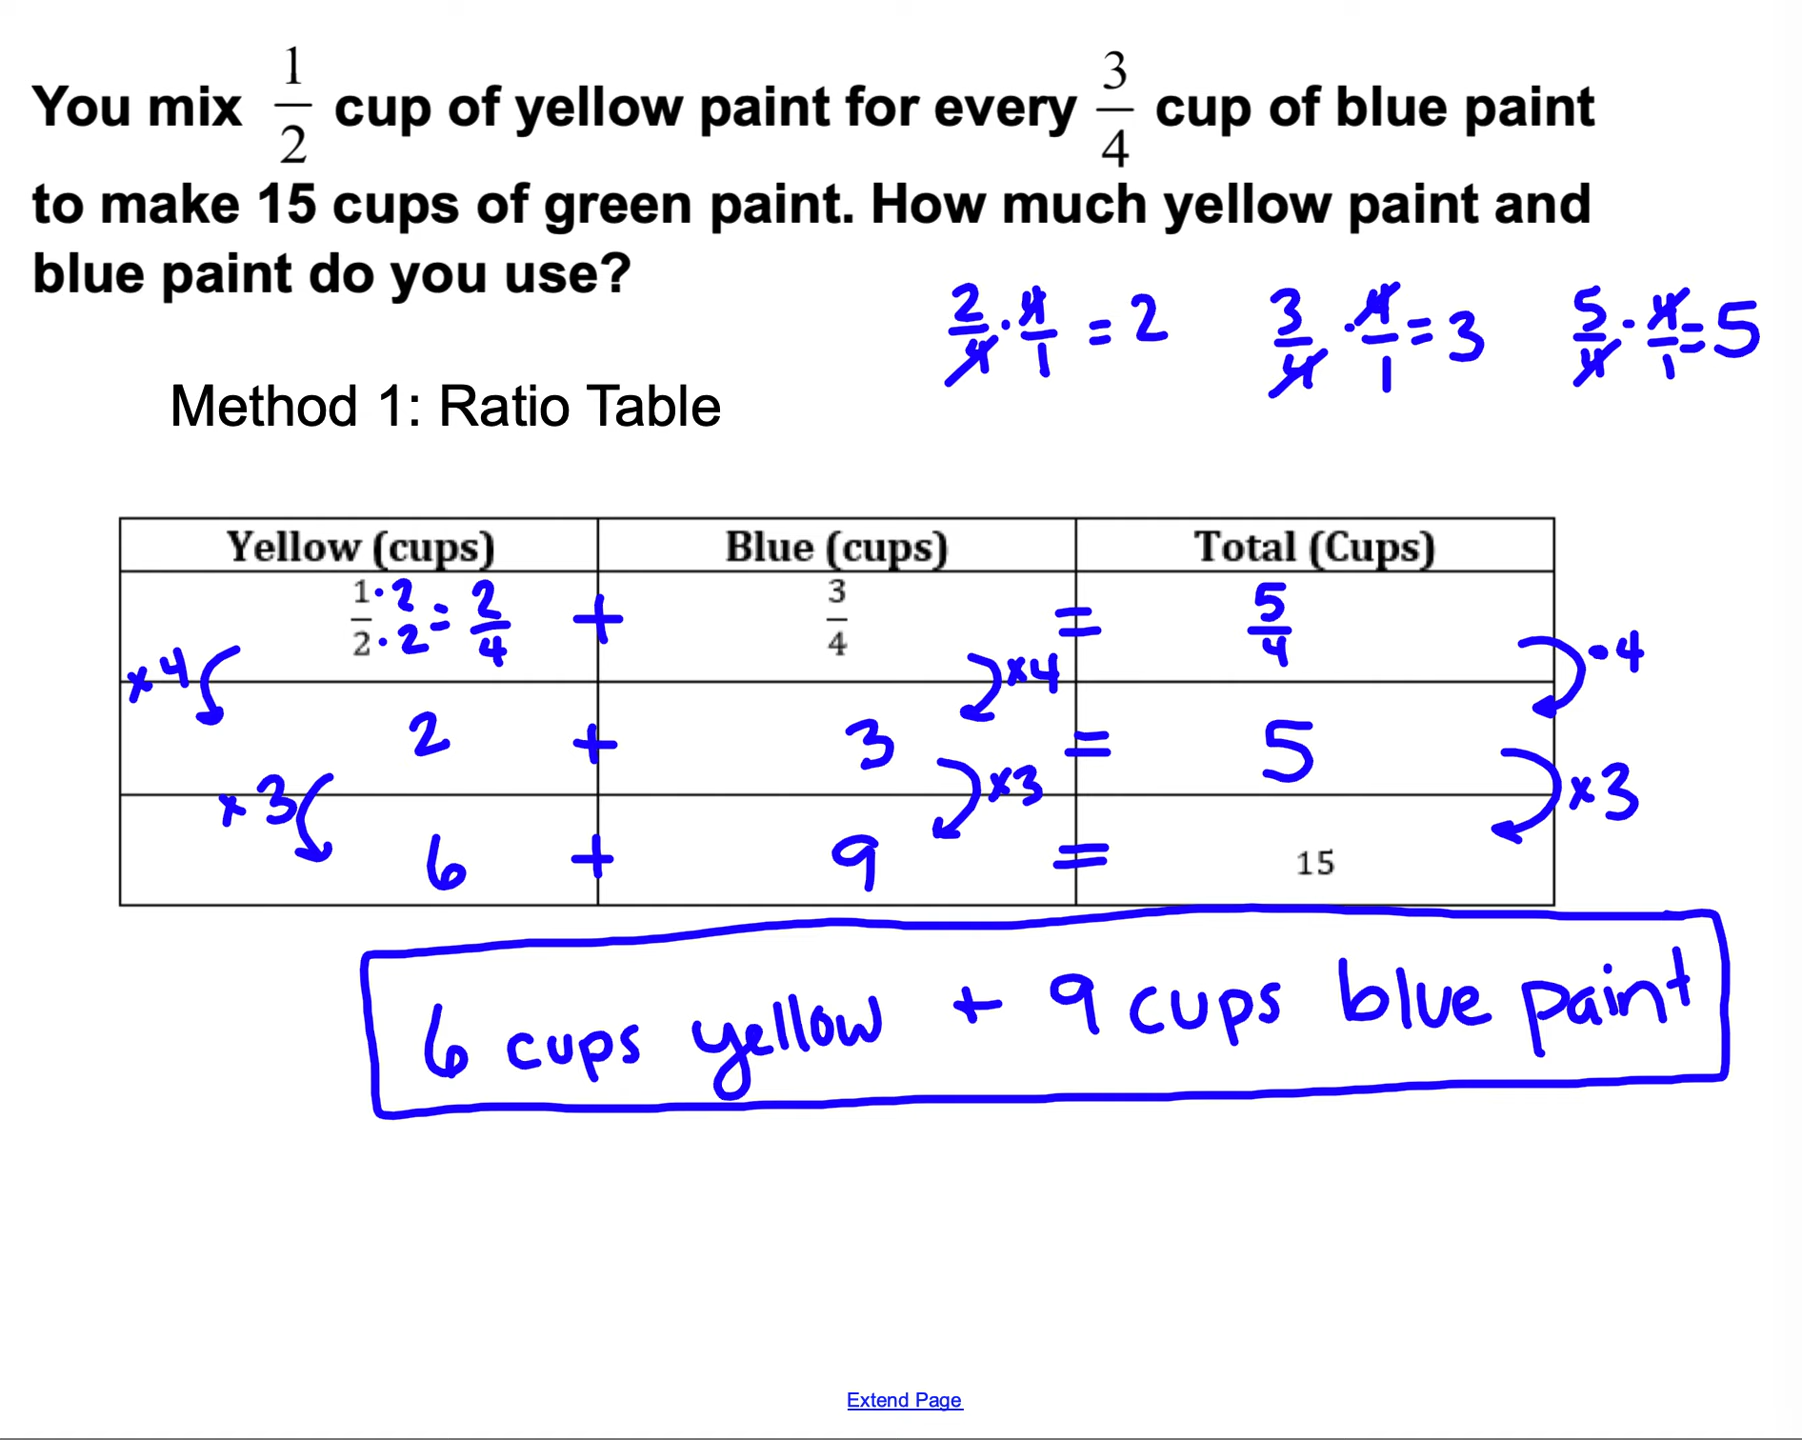 You mix 1/2 cup of yellow paint for every 3/4 cup of blue paint
to make 15 cups of green paint. How much yellow paint and
blue paint do you use?
2/4 · 4/1 = 2   3/4 · 4/1 = 3   5/4 · 4/1 = 5
Method 1: Ratio Table
Yellow (cups) Blue (cups) Total (Cups)
1·2/2·2 = 2/4 + 3/4 = 5/4
×4 ×4 ·4
2 + 3 = 5
×3 ×3 ×3
6 + 9 = 15
6 cups yellow + 9 cups blue paint
Extend Page